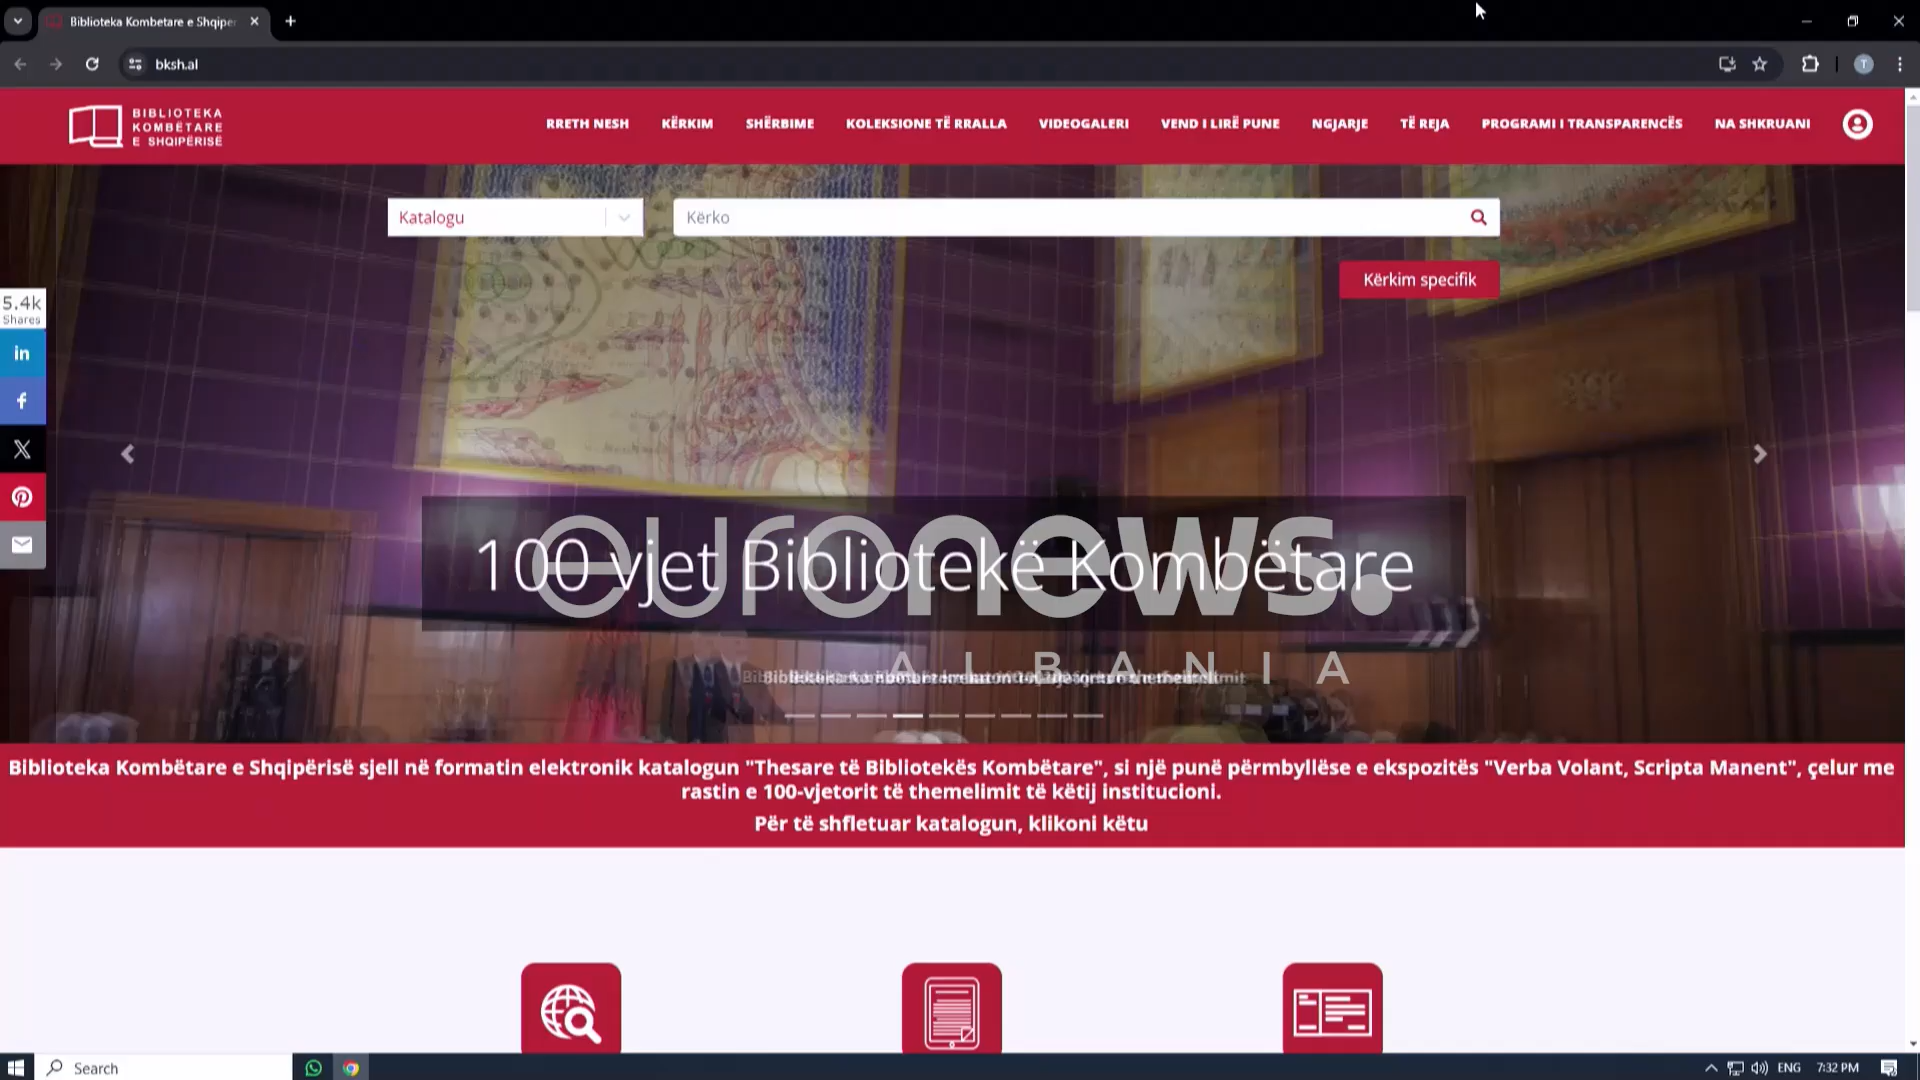 Biblioteka Kombetare e Shqiper
bksh.al
BIBLIOTEKA
KOMBËTARE
E SHQIPËRISË
RRETH NESH
KËRKIM
SHËRBIME
KOLEKSIONE TË RRALLA
VIDEOGALERI
VEND I LIRË PUNE
NGJARJE
TË REJA
PROGRAMI I TRANSPARENCËS
NA SHKRUANI
Katalogu
Kërko
Kërkim specifik
5.4k
Shares
100 vjet Bibliotekë Kombëtare
euronews.
ALBANIA
Biblioteka Kombëtare e Shqipërisë sjell në formatin elektronik katalogun "Thesare të Bibliotekës Kombëtare", si një punë përmbyllëse e ekspozitës "Verba Volant, Scripta Manent", çelur me
rastin e 100-vjetorit të themelimit të këtij institucioni.
Për të shfletuar katalogun, klikoni këtu
Search
ENG
7:32 PM